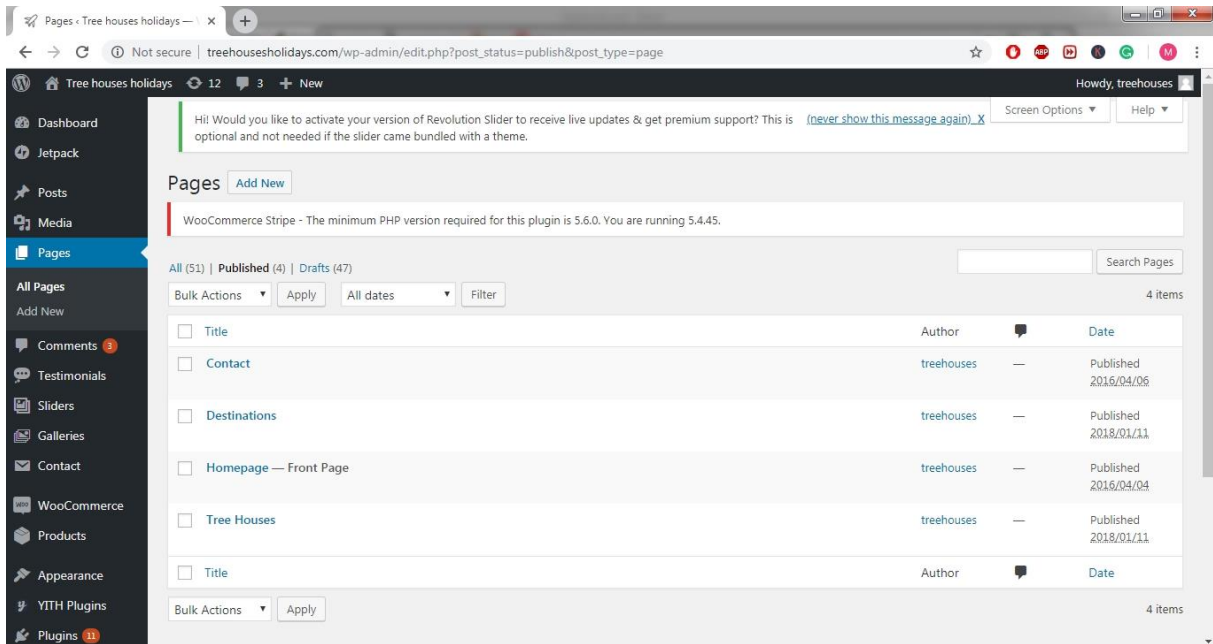 Pages ‹ Tree houses holidays —
Not secure | treehousesholidays.com/wp-admin/edit.php?post_status=publish&post_type=page
ABP
K
G
M
Tree houses holidays 12 3 + New
Howdy, treehouses
Dashboard
Jetpack
Posts
Media
Pages
All Pages
Add New
Comments 3
Testimonials
Sliders
Galleries
Contact
WooCommerce
Products
Appearance
YITH Plugins
Plugins 11
Hi! Would you like to activate your version of Revolution Slider to receive live updates & get premium support? This is (never show this message again) X
optional and not needed if the slider came bundled with a theme.
Screen Options ▼
Help ▼
Pages Add New
WooCommerce Stripe - The minimum PHP version required for this plugin is 5.6.0. You are running 5.4.45.
All (51) | Published (4) | Drafts (47)
Search Pages
Bulk Actions ▼ Apply All dates ▼ Filter
4 items
Title Author Date
Contact treehouses — Published
2016/04/06
Destinations treehouses — Published
2018/01/11
Homepage — Front Page treehouses — Published
2016/04/04
Tree Houses treehouses — Published
2018/01/11
Title Author Date
Bulk Actions ▼ Apply
4 items